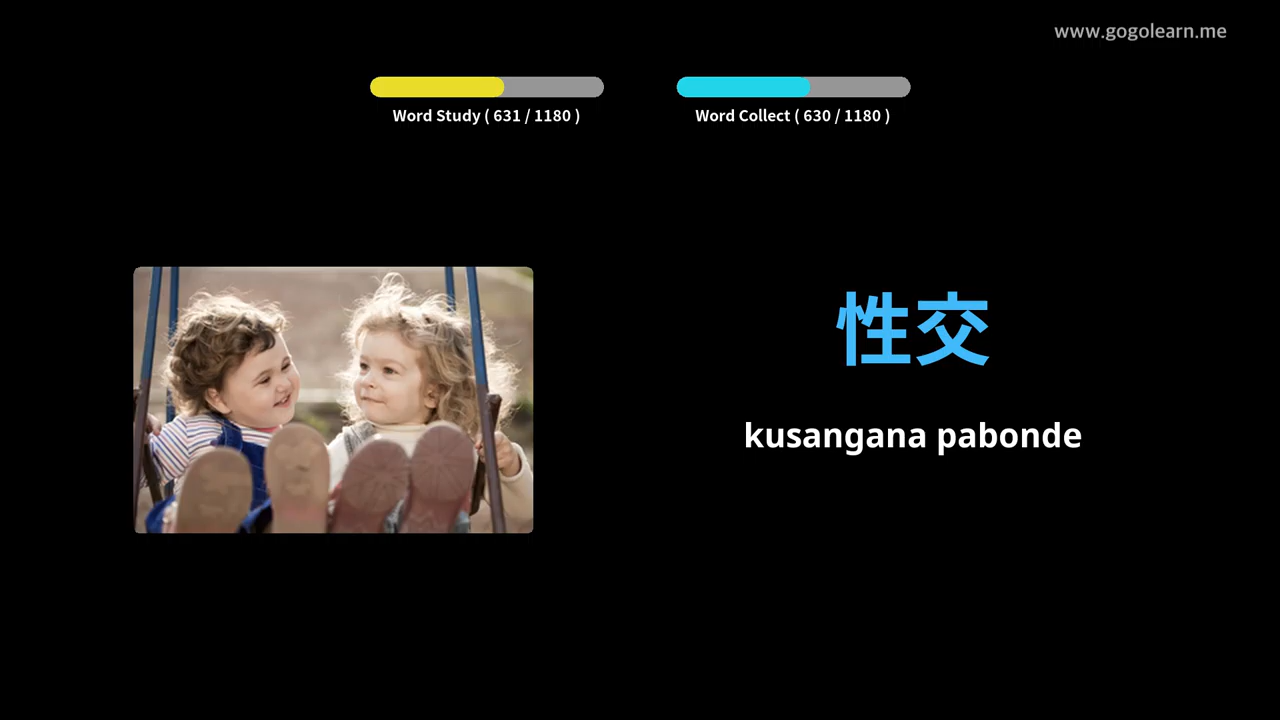 www.gogolearn.me
Word Study ( 631 / 1180 )
Word Collect ( 630 / 1180 )
性交
kusangana pabonde